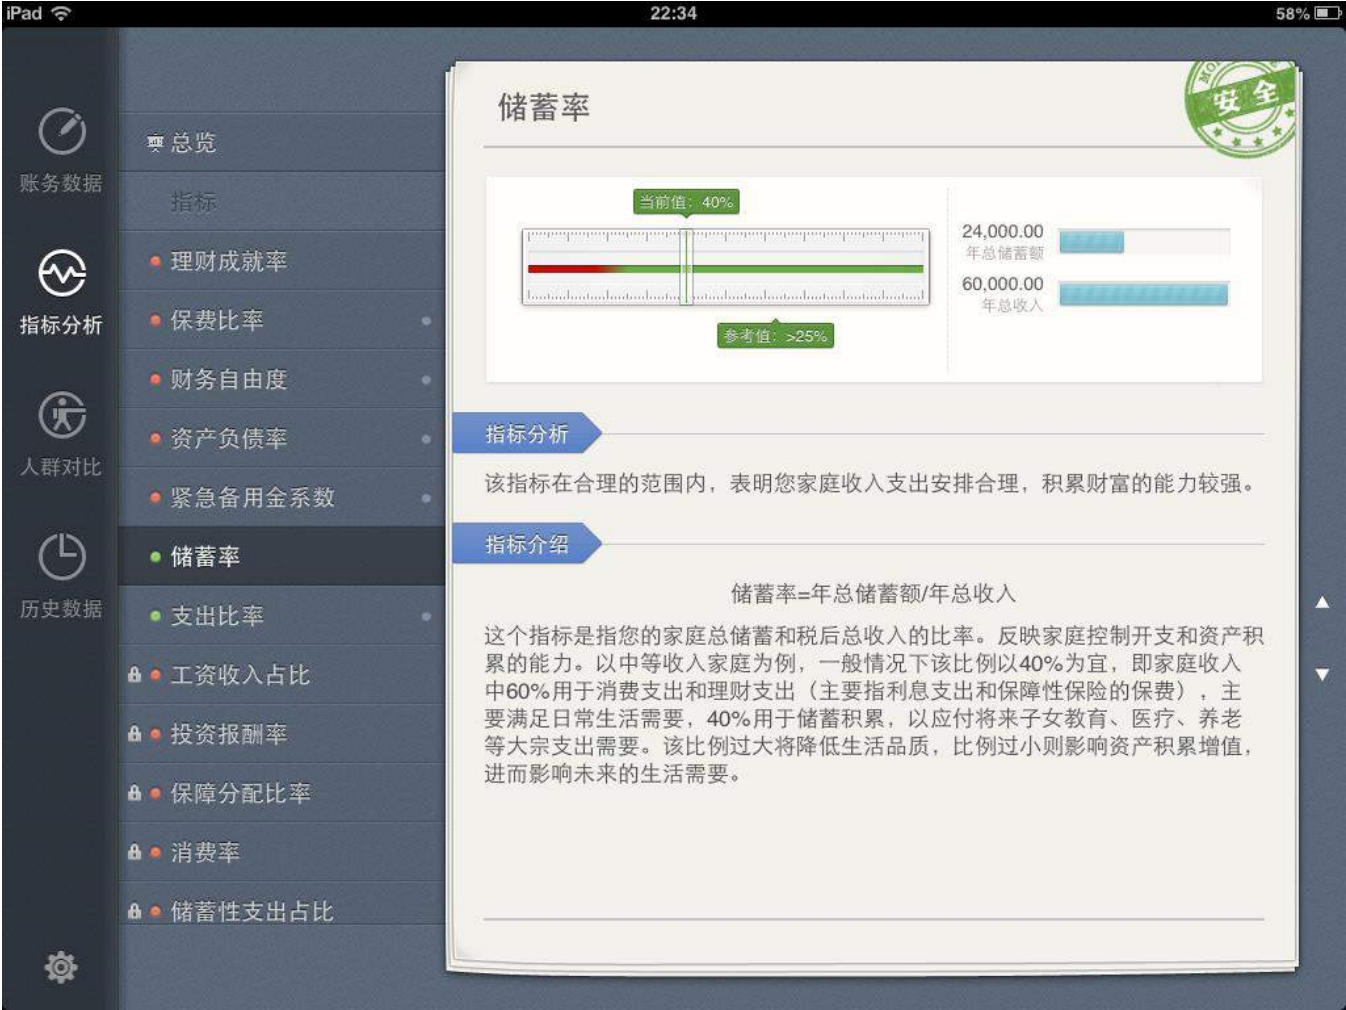 iPad
22:34
58%
账务数据
指标分析
人群对比
历史数据
总览
指标
理财成就率
保费比率
财务自由度
资产负债率
紧急备用金系数
储蓄率
支出比率
工资收入占比
投资报酬率
保障分配比率
消费率
储蓄性支出占比
储蓄率
安全
当前值：40%
参考值：>25%
24,000.00
年总储蓄额
60,000.00
年总收入
指标分析
该指标在合理的范围内，表明您家庭收入支出安排合理，积累财富的能力较强。
指标介绍
储蓄率=年总储蓄额/年总收入
这个指标是指您的家庭总储蓄和税后总收入的比率。反映家庭控制开支和资产积
累的能力。以中等收入家庭为例，一般情况下该比例以40%为宜，即家庭收入
中60%用于消费支出和理财支出（主要指利息支出和保障性保险的保费），主
要满足日常生活需要，40%用于储蓄积累，以应付将来子女教育、医疗、养老
等大宗支出需要。该比例过大将降低生活品质，比例过小则影响资产积累增值，
进而影响未来的生活需要。